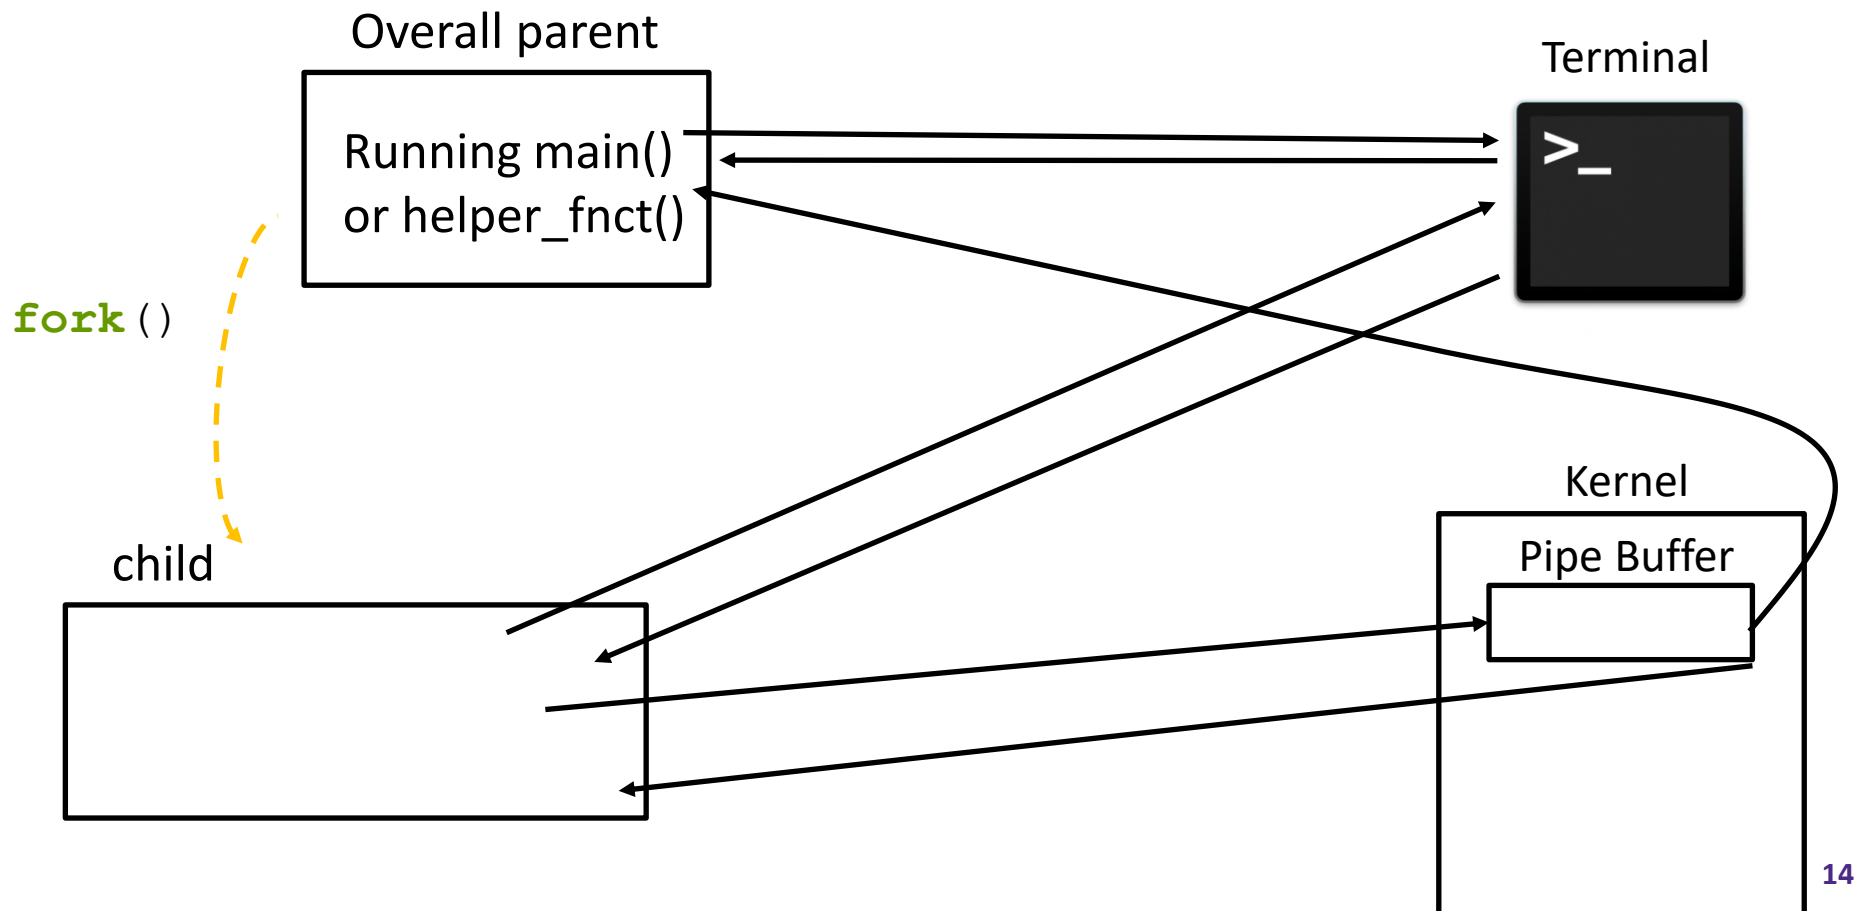 Overall parent
Terminal
Running main()
or helper_fnct()
>_
fork()
child
Kernel
Pipe Buffer
14